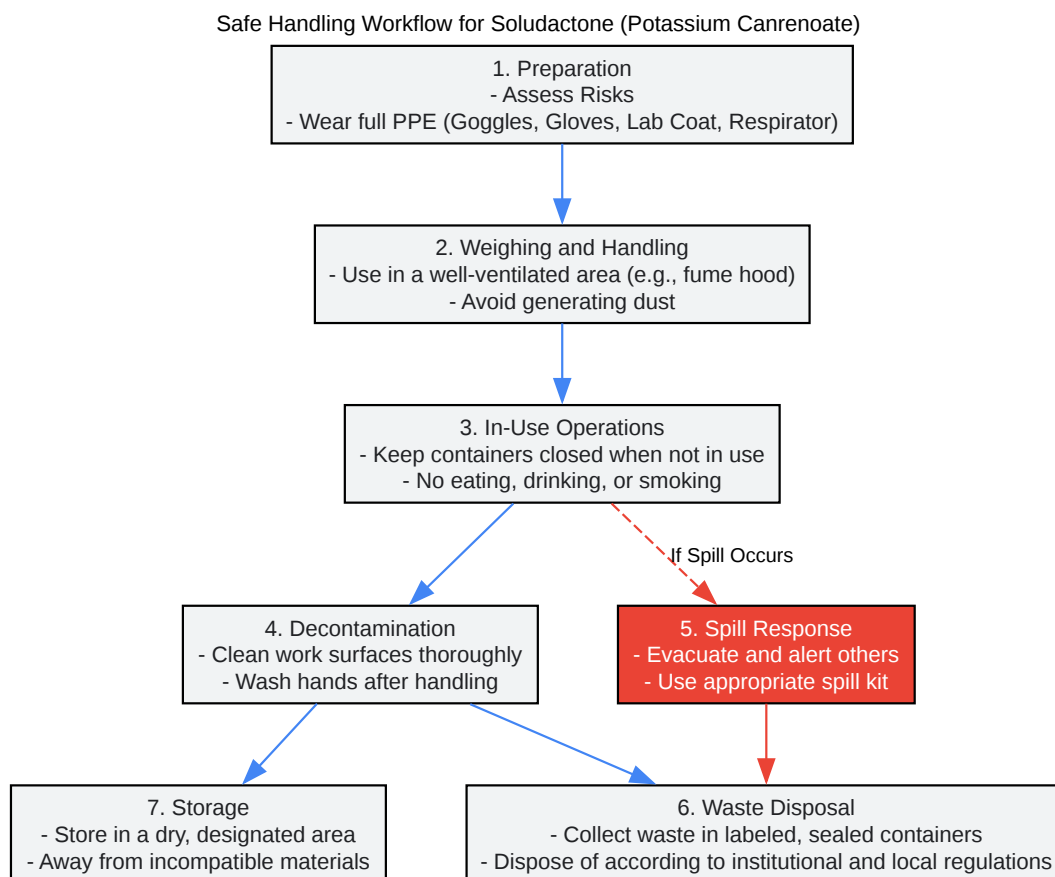 Safe Handling Workflow for Soludactone (Potassium Canrenoate)
1. Preparation
- Assess Risks
- Wear full PPE (Goggles, Gloves, Lab Coat, Respirator)
2. Weighing and Handling
- Use in a well-ventilated area (e.g., fume hood)
- Avoid generating dust
3. In-Use Operations
- Keep containers closed when not in use
- No eating, drinking, or smoking
If Spill Occurs
4. Decontamination
- Clean work surfaces thoroughly
- Wash hands after handling
5. Spill Response
- Evacuate and alert others
- Use appropriate spill kit
7. Storage
- Store in a dry, designated area
- Away from incompatible materials
6. Waste Disposal
- Collect waste in labeled, sealed containers
- Dispose of according to institutional and local regulations